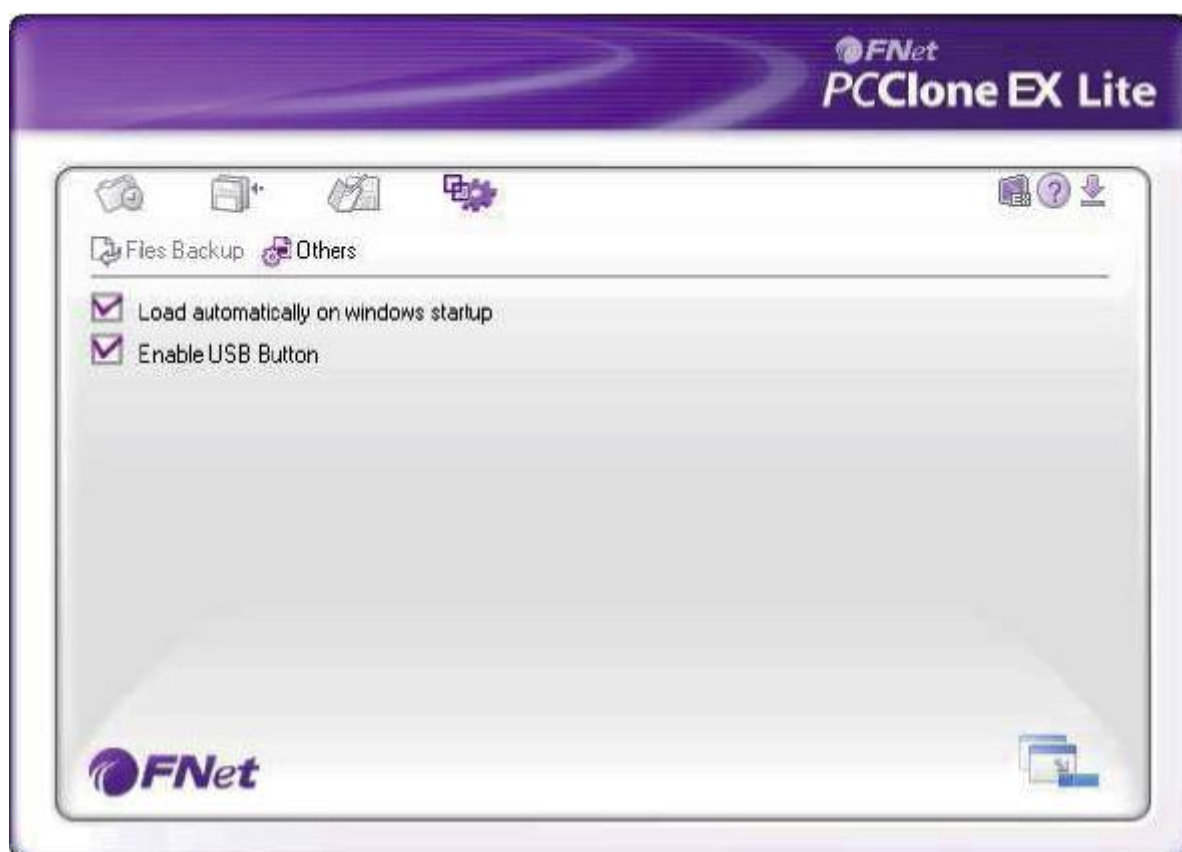 FNet
PCClone EX Lite
Files Backup
Others
Load automatically on windows startup
Enable USB Button
FNet